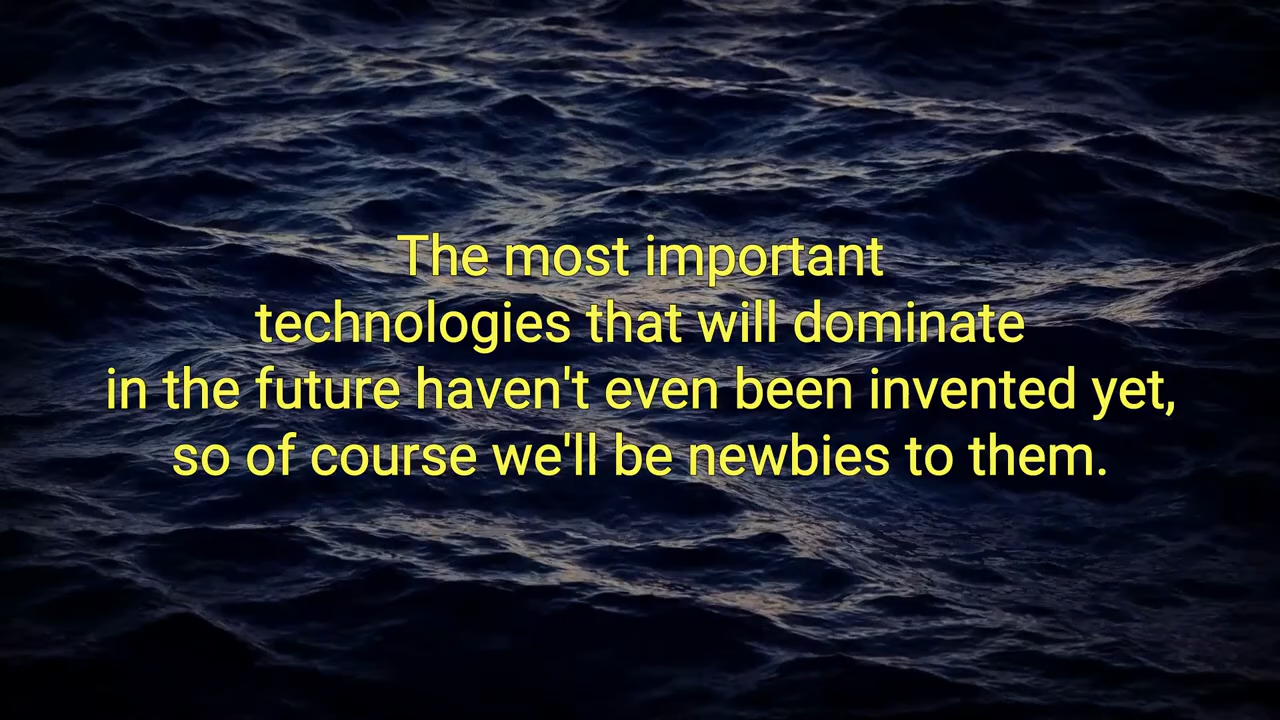 The most important
technologies that will dominate
in the future haven't even been invented yet,
so of course we'll be newbies to them.